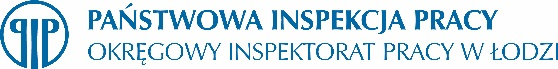 PAŃSTWOWA INSPEKCJA PRACY
OKRĘGOWY INSPEKTORAT PRACY W ŁODZI